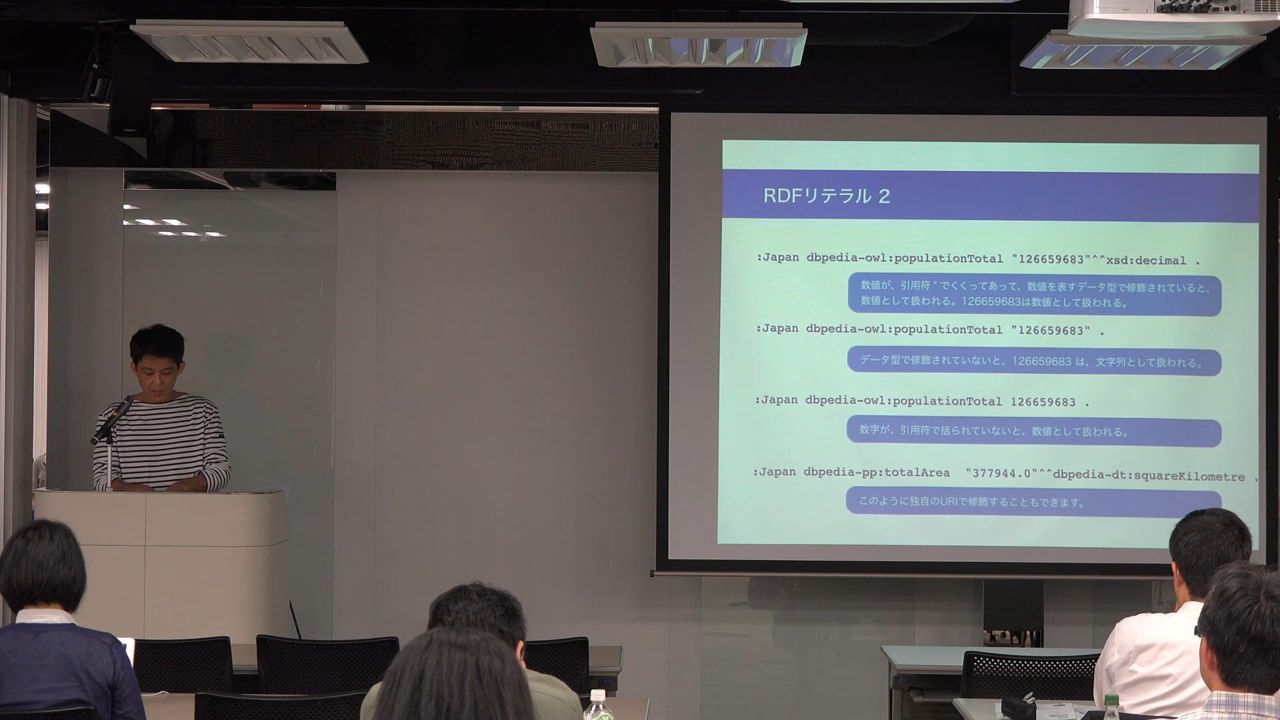 RDFリテラル 2
:Japan dbpedia-owl:populationTotal "126659683"^^xsd:decimal .
数値が、引用符 " でくくってあって、数値を表すデータ型で修飾されていると、
数値として扱われる。126659683は数値として扱われる。
:Japan dbpedia-owl:populationTotal "126659683" .
データ型で修飾されていないと、126659683 は、文字列として扱われる。
:Japan dbpedia-owl:populationTotal 126659683 .
数字が、引用符で括られていないと、数値として扱われる。
:Japan dbpedia-pp:totalArea "377944.0"^^dbpedia-dt:squareKilometre .
このように独自のURIで修飾することもできます。